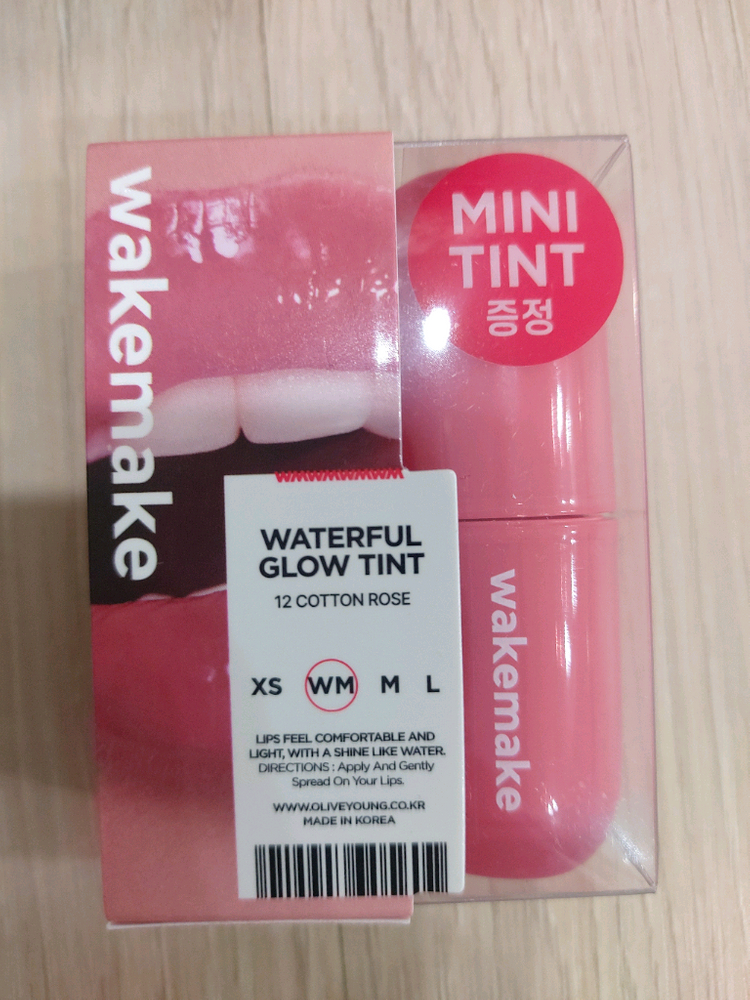 wakemake
MINI
TINT
증정
WMWMWMWMWM
WATERFUL
GLOW TINT
12 COTTON ROSE
XS WM M L
LIPS FEEL COMFORTABLE AND
LIGHT, WITH A SHINE LIKE WATER.
DIRECTIONS : Apply And Gently
Spread On Your Lips.
WWW.OLIVEYOUNG.CO.KR
MADE IN KOREA
wakemake